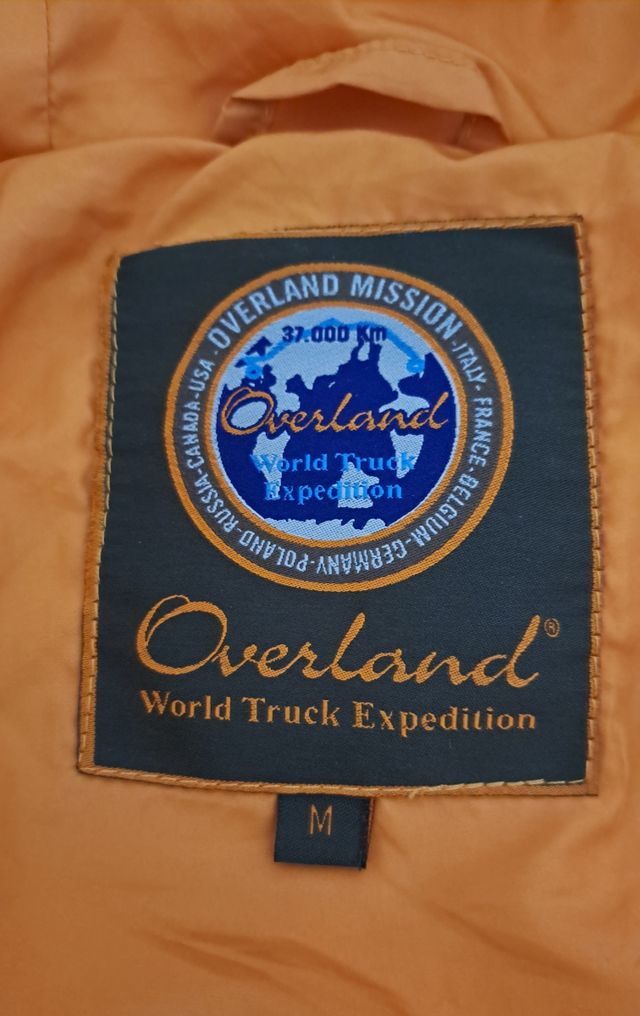 OVERLAND MISSION
-ITALY-FRANCE-BELGIUM-GERMANY-POLAND-RUSSIA-CANADA-USA-
37.000 Km
Overland
World Truck
Expedition
Overland®
World Truck Expedition
M